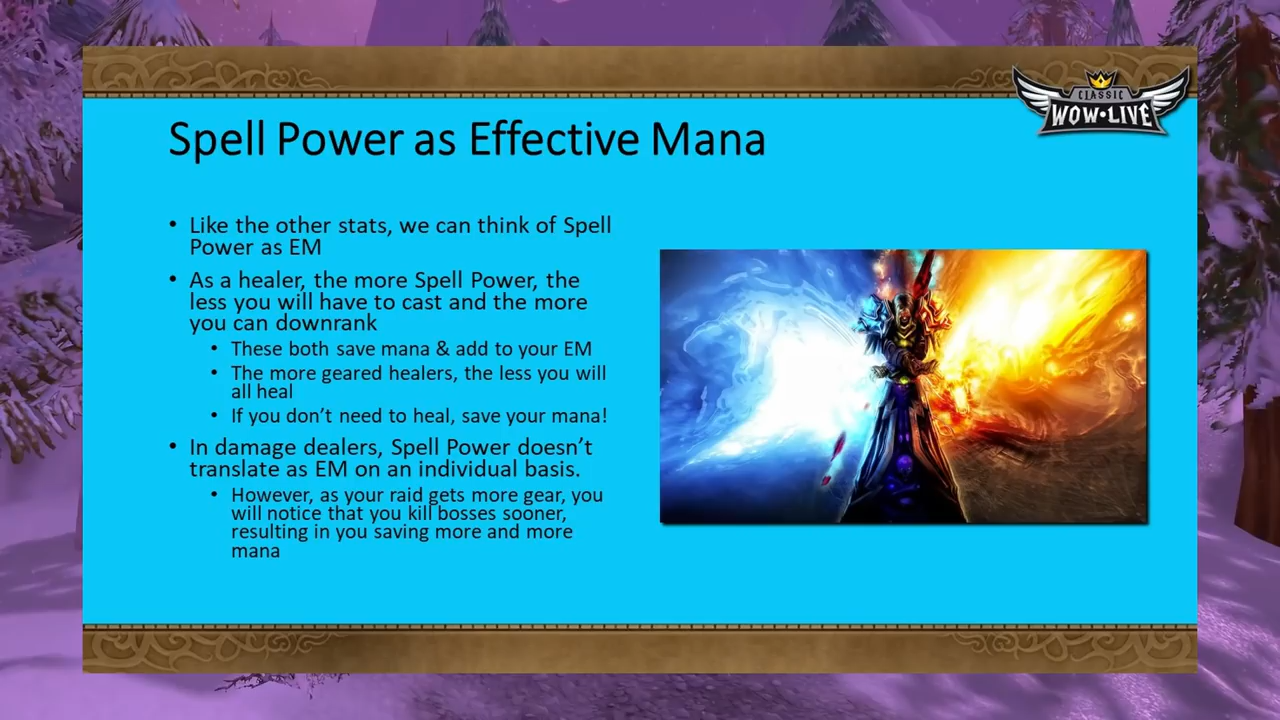 CLASSIC
WOW•LIVE
Spell Power as Effective Mana
• Like the other stats, we can think of Spell
Power as EM
• As a healer, the more Spell Power, the
less you will have to cast and the more
you can downrank
• These both save mana & add to your EM
• The more geared healers, the less you will
all heal
• If you don’t need to heal, save your mana!
• In damage dealers, Spell Power doesn’t
translate as EM on an individual basis.
• However, as your raid gets more gear, you
will notice that you kill bosses sooner,
resulting in you saving more and more
mana